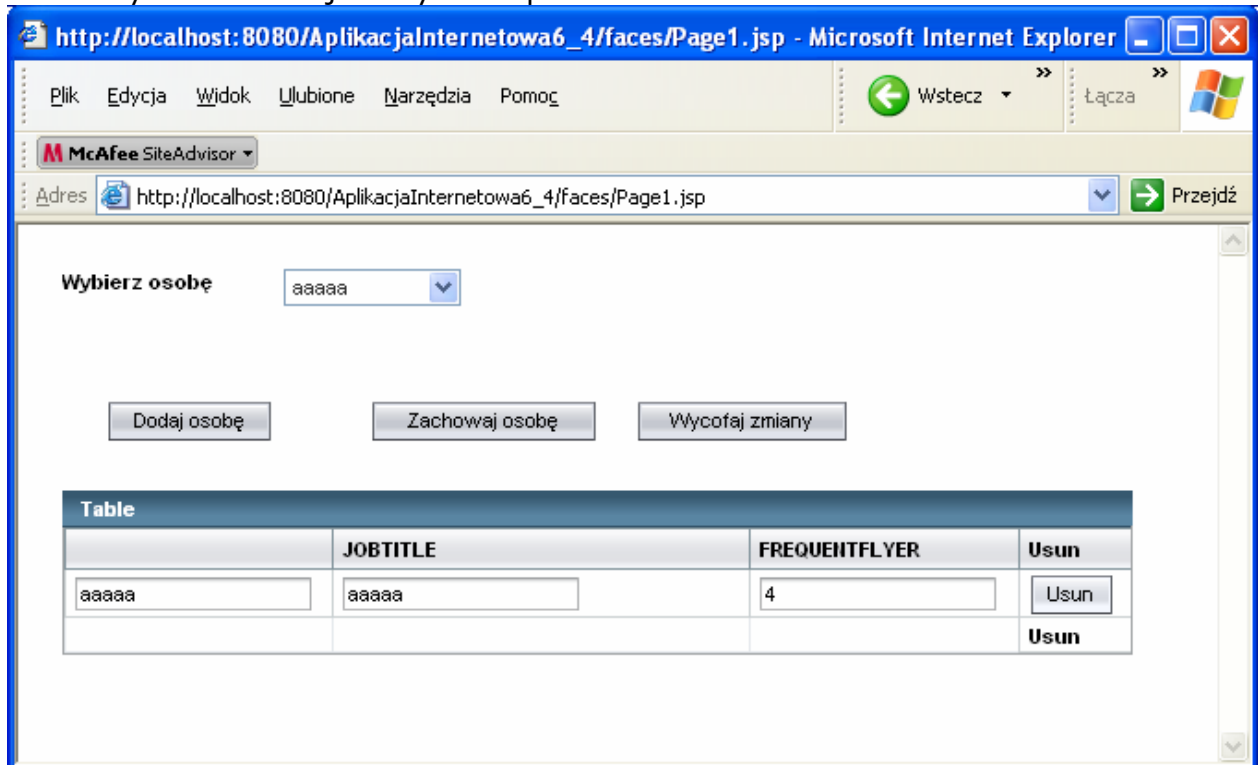 http://localhost:8080/AplikacjaInternetowa6_4/faces/Page1.jsp - Microsoft Internet Explorer
Plik Edycja Widok Ulubione Narzędzia Pomoc Wstecz » Łącza »
McAfee SiteAdvisor
Adres http://localhost:8080/AplikacjaInternetowa6_4/faces/Page1.jsp Przejdź
Wybierz osobę aaaaa
Dodaj osobę Zachowaj osobę Wycofaj zmiany
Table
JOBTITLE FREQUENTFLYER Usun
aaaaa aaaaa 4 Usun
Usun